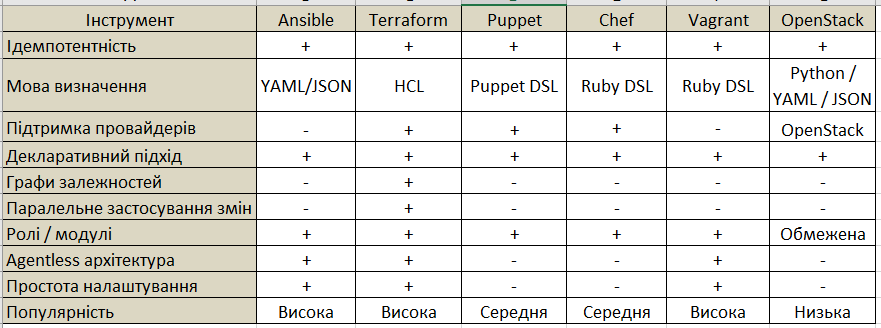 Інструмент Ansible Terraform Puppet Chef Vagrant OpenStack
Ідемпотентність + + + + + +
Мова визначення YAML/JSON HCL Puppet DSL Ruby DSL Ruby DSL Python /
YAML / JSON
Підтримка провайдерів - + + + - OpenStack
Декларативний підхід + + + + + +
Графи залежностей - + - - - -
Паралельне застосування змін - + - - - -
Ролі / модулі + + + + + Обмежена
Agentless архітектура + + - - + -
Простота налаштування + + - - + -
Популярність Висока Висока Середня Середня Висока Низька